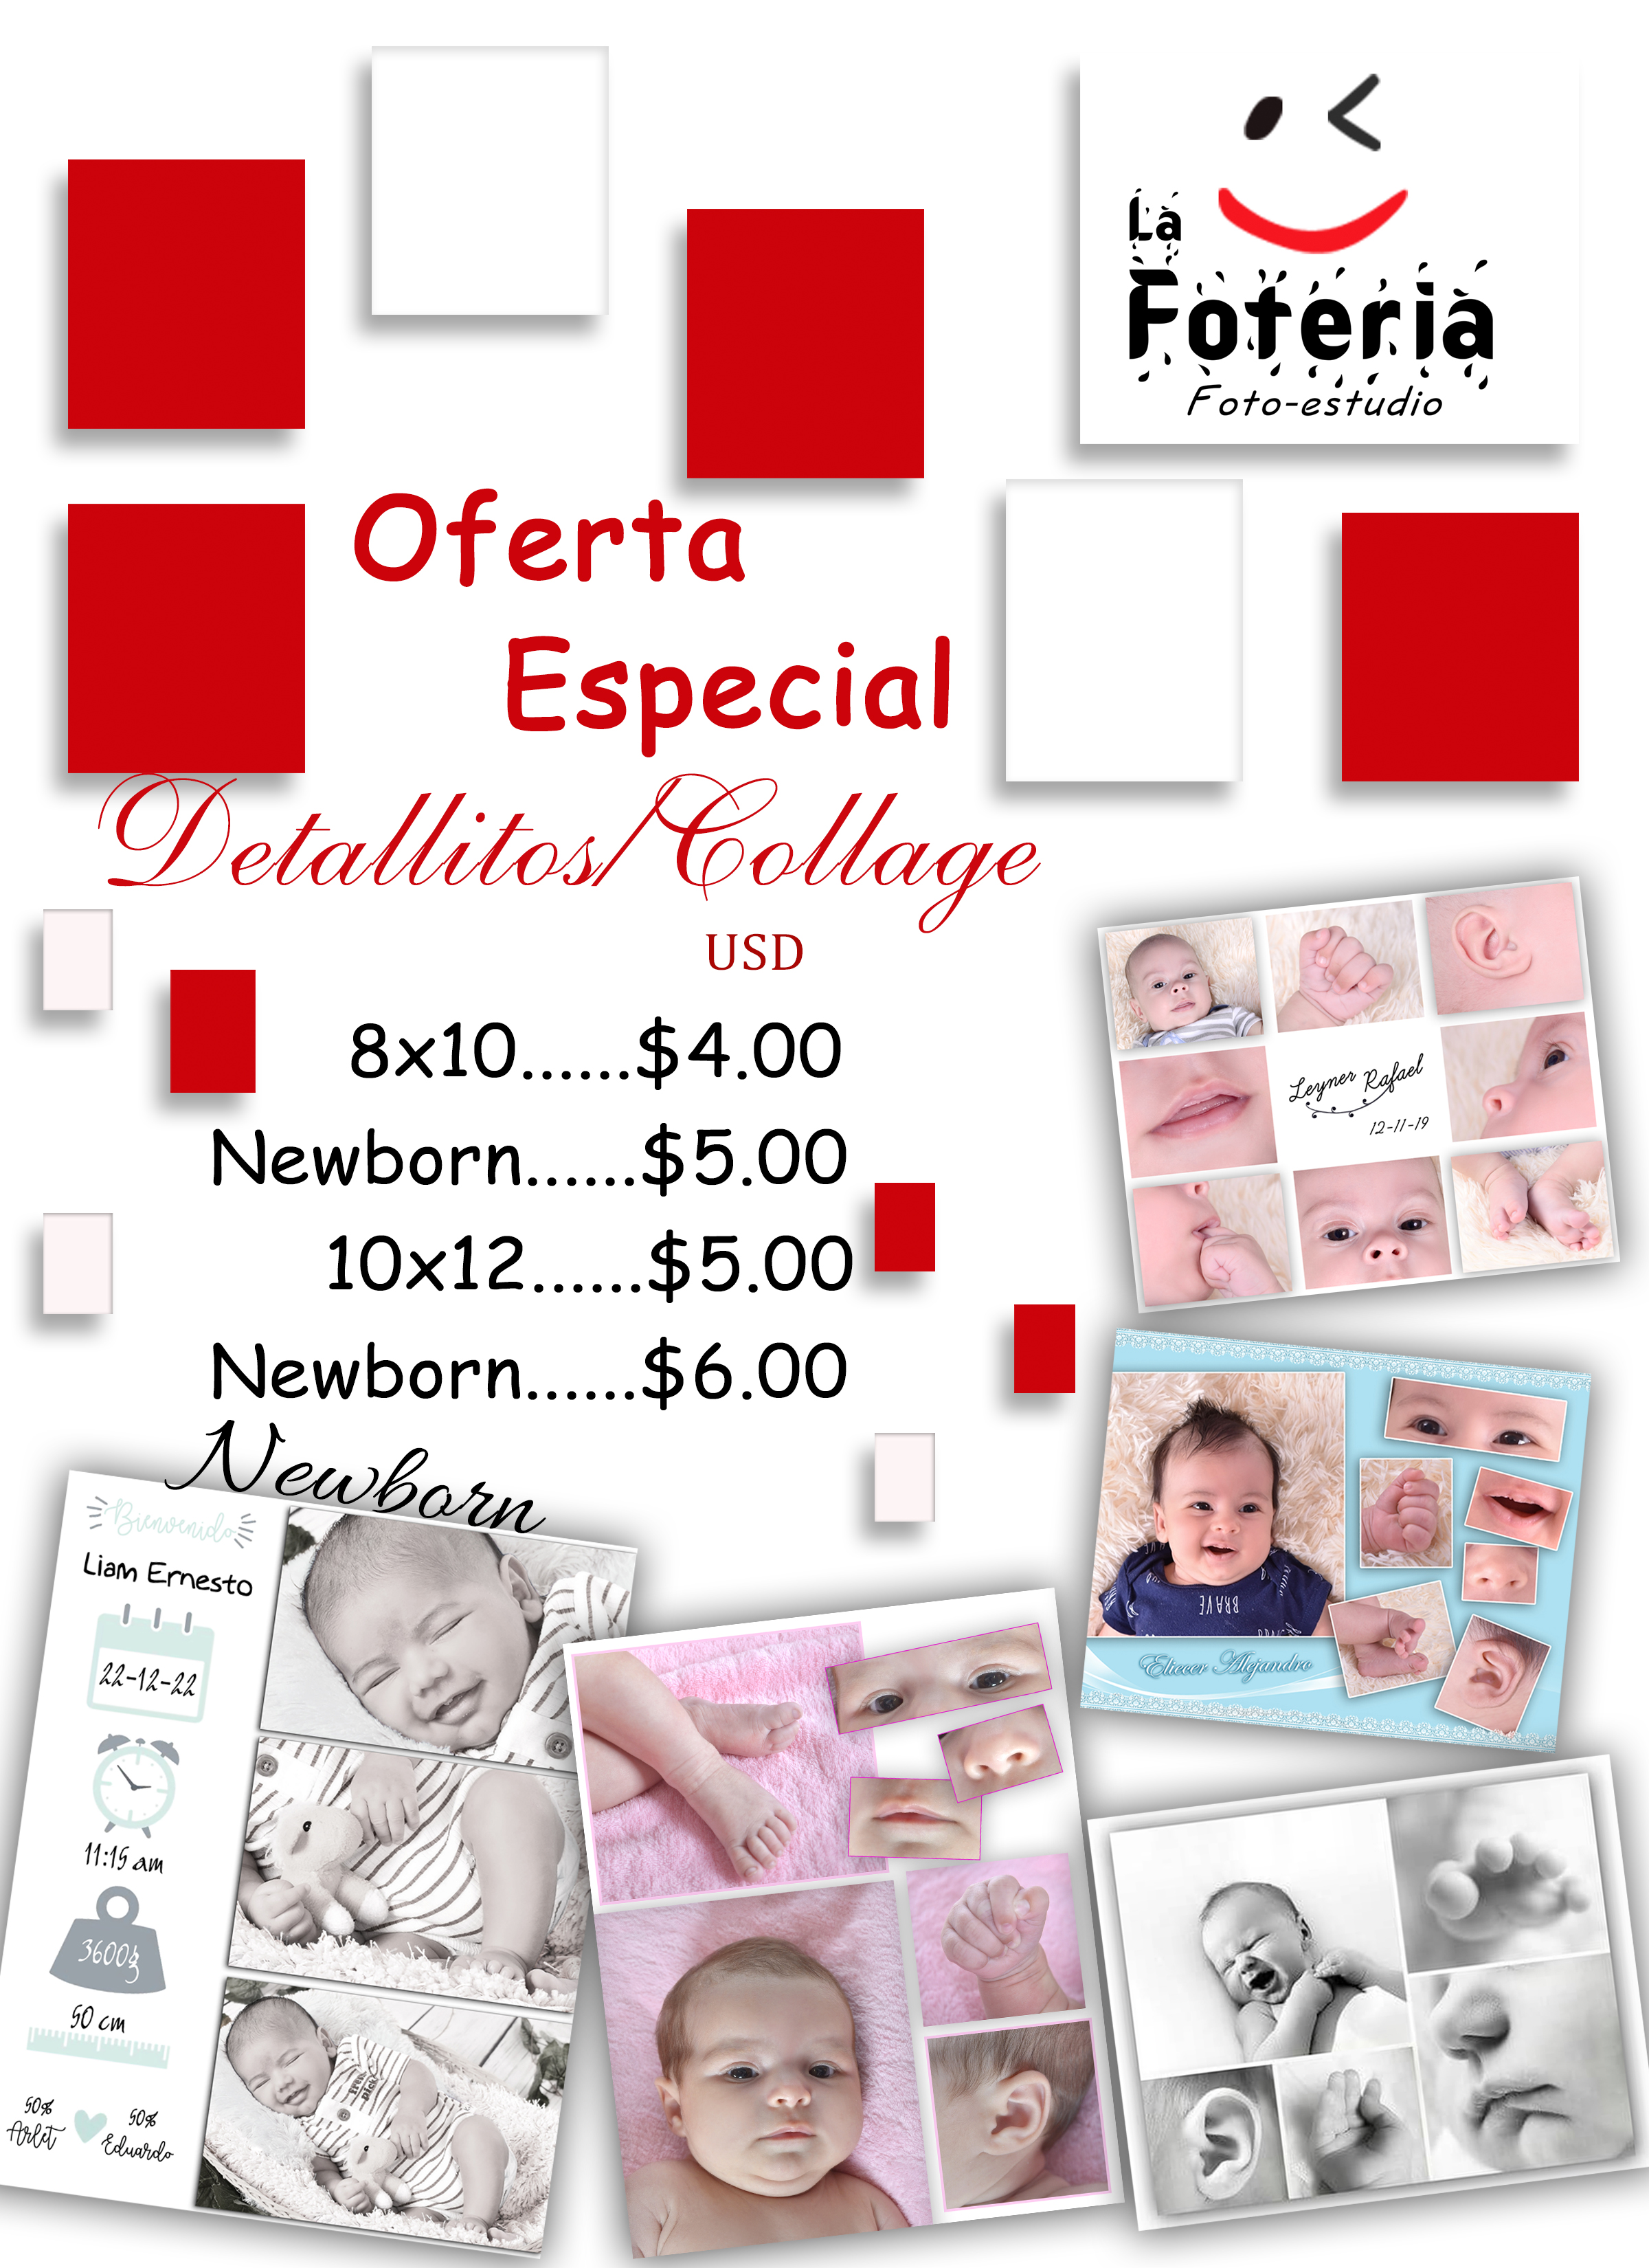 Là
Foterià
Foto-estudio
Oferta
Especial
Detallitos/Collage
USD
8x10......$4.00
Newborn......$5.00
10x12......$5.00
Newborn......$6.00
Newborn
Leyner Rafael
12-11-19
BRAVE
Eliecer Alejandro
Bienvenido
Liam Ernesto
22-12-22
11:15 am
3600g
50 cm
50%
Arlet
50%
Eduardo